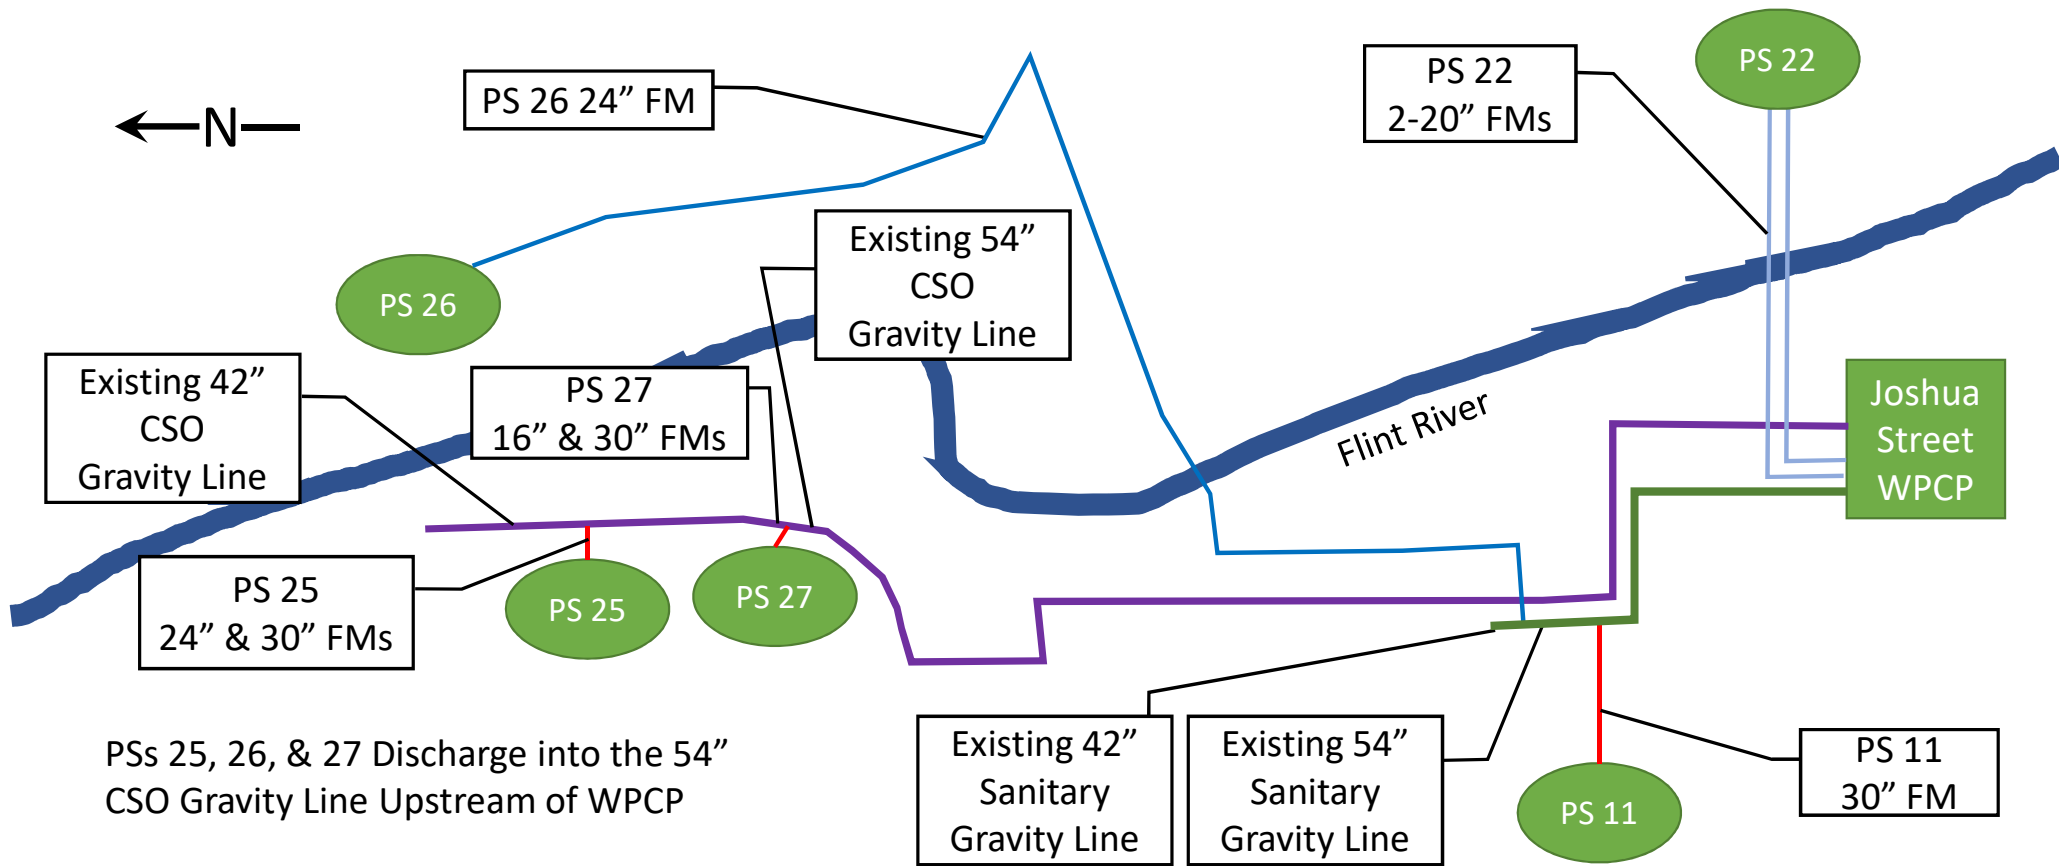 PS 22
PS 26 24” FM
PS 22
2-20” FMs
N
Existing 54”
CSO
Gravity Line
PS 26
Existing 42”
CSO
Gravity Line
PS 27
16” & 30” FMs
Flint River
Joshua
Street
WPCP
PS 25
24” & 30” FMs
PS 25
PS 27
PSs 25, 26, & 27 Discharge into the 54”
CSO Gravity Line Upstream of WPCP
Existing 42”
Sanitary
Gravity Line
Existing 54”
Sanitary
Gravity Line
PS 11
PS 11
30” FM